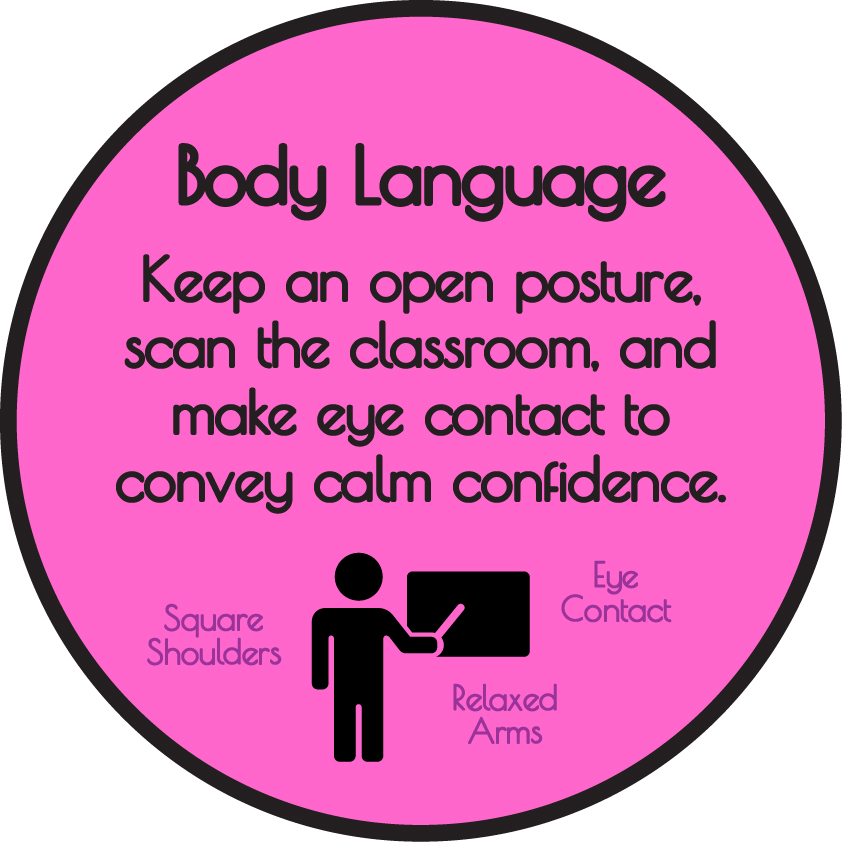 Body Language
Keep an open posture,
scan the classroom, and
make eye contact to
convey calm confidence.
Square
Shoulders
Eye
Contact
Relaxed
Arms